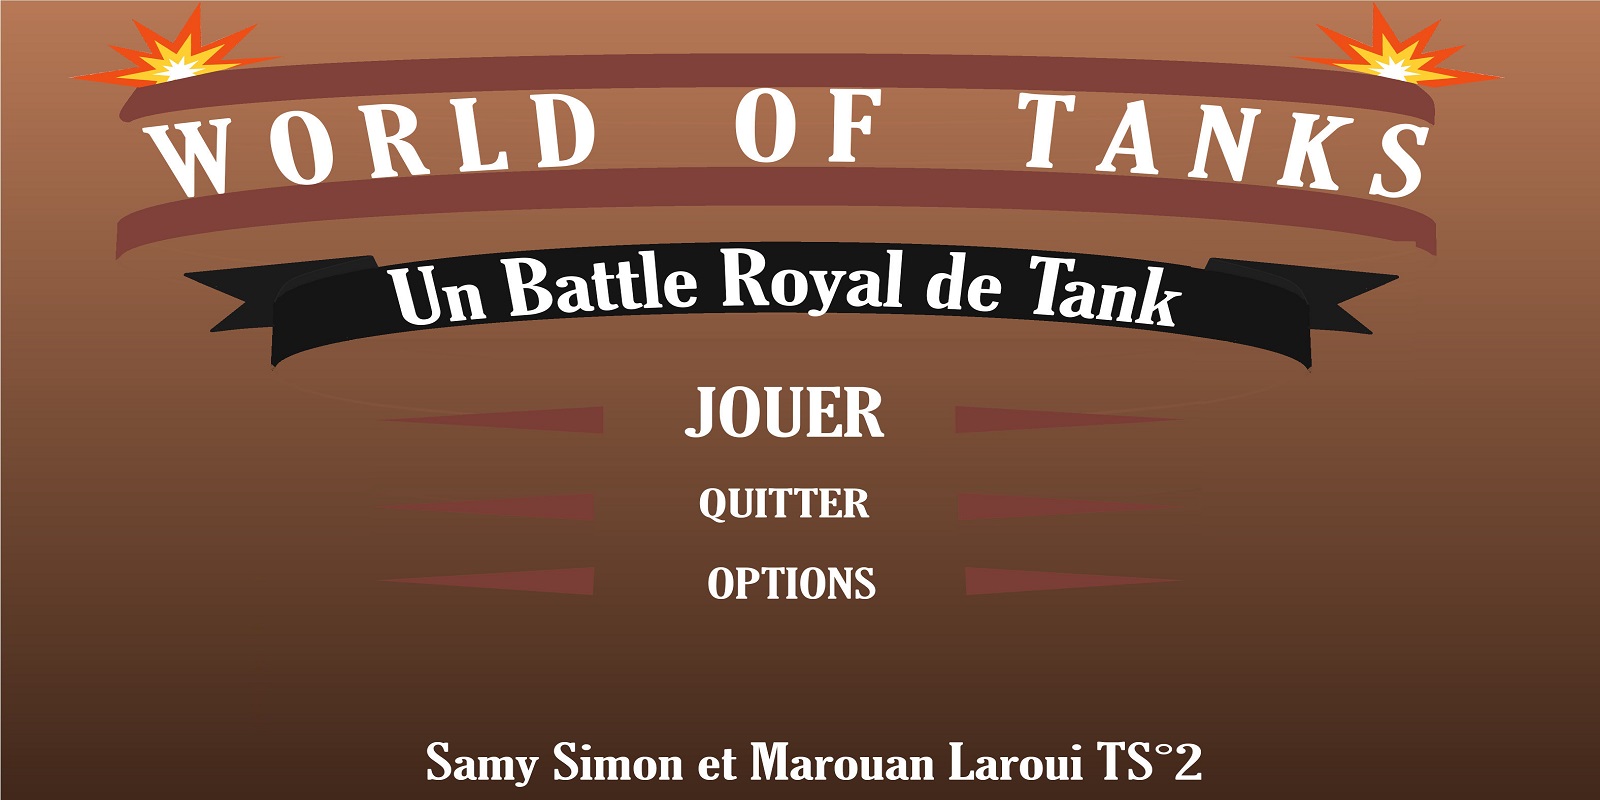 WORLD OF TANKS
Un Battle Royal de Tank
JOUER
QUITTER
OPTIONS
Samy Simon et Marouan Laroui TS°2